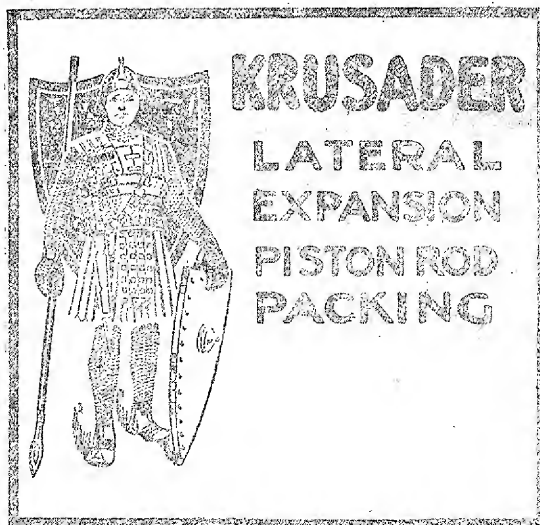 KRUSADER
LATERAL
EXPANSION
PISTON ROD
PACKING